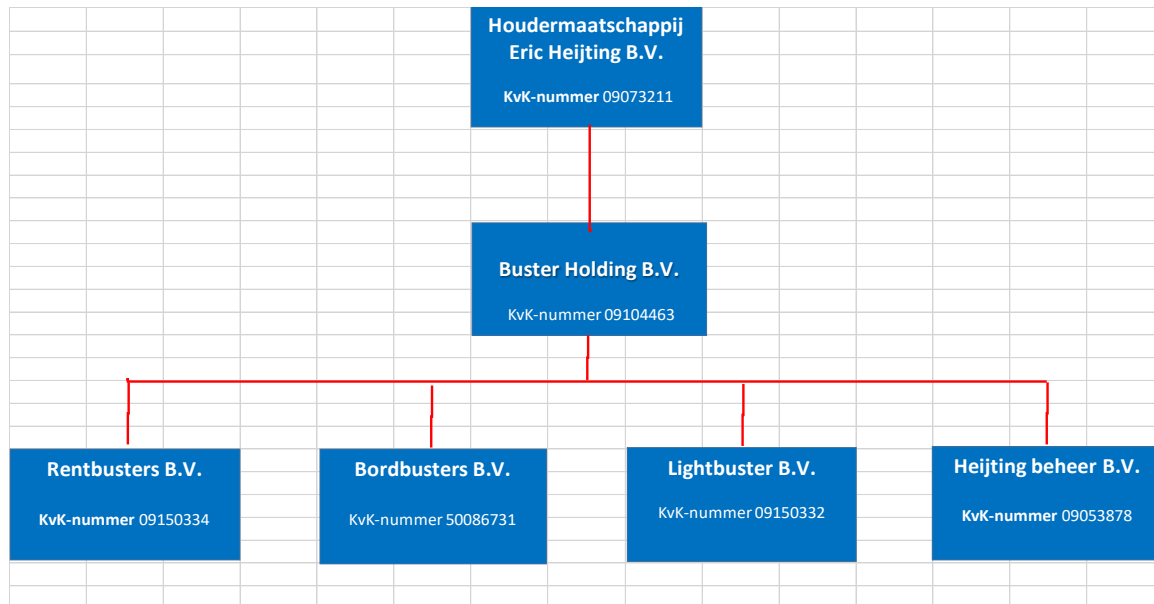 Houdermaatschappij
Eric Heijting B.V.
KvK-nummer 09073211
Buster Holding B.V.
KvK-nummer 09104463
Rentbusters B.V.
KvK-nummer 09150334
Bordbusters B.V.
KvK-nummer 50086731
Lightbuster B.V.
KvK-nummer 09150332
Heijting beheer B.V.
KvK-nummer 09053878